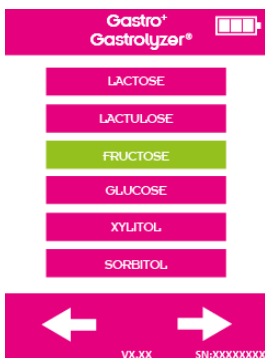 Gastro⁺
Gastrolyzer®
LACTOSE
LACTULOSE
FRUCTOSE
GLUCOSE
XYLITOL
SORBITOL
VX.XX SN:XXXXXXXX